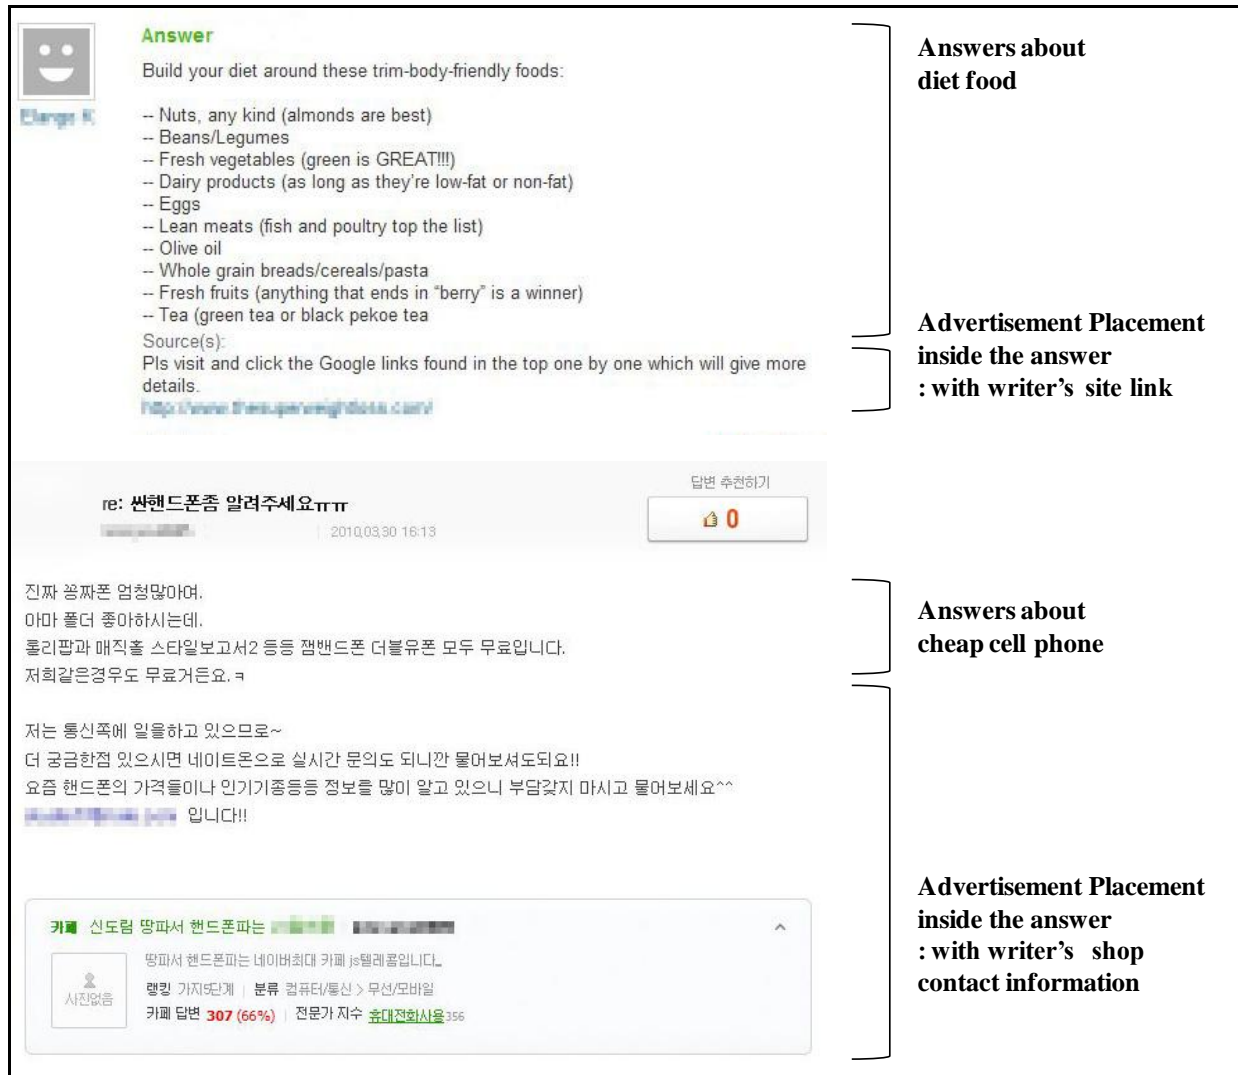 Answer
Build your diet around these trim-body-friendly foods:
-- Nuts, any kind (almonds are best)
-- Beans/Legumes
-- Fresh vegetables (green is GREAT!!!)
-- Dairy products (as long as they're low-fat or non-fat)
-- Eggs
-- Lean meats (fish and poultry top the list)
-- Olive oil
-- Whole grain breads/cereals/pasta
-- Fresh fruits (anything that ends in “berry” is a winner)
-- Tea (green tea or black pekoe tea
Source(s):
Pls visit and click the Google links found in the top one by one which will give more
details.
Answers about
diet food
Advertisement Placement
inside the answer
: with writer’s site link
re: 싼핸드폰좀 알려주세요ㅠㅠ
2010,03,30 16:13
답변 추천하기
0
진짜 꽁짜폰 엄청많아여.
아마 폴더 좋아하시는데.
롤리팝과 매직홀 스타일보고서2 등등 잼밴드폰 더블유폰 모두 무료입니다.
저희같은경우도 무료거든요.ㅋ
저는 통신쪽에 일을하고 있으므로~
더 궁금한점 있으시면 네이트온으로 실시간 문의도 되니깐 물어보셔도되요!!
요즘 핸드폰의 가격들이나 인기기종등등 정보를 많이 알고 있으니 부담갖지 마시고 물어보세요^^
입니다!!
카페 신도림 땅파서 핸드폰파는
땅파서 핸드폰파는 네이버최대 카페 js텔레콤입니다_
사진없음
랭킹 가지5단계 | 분류 컴퓨터/통신 > 무선/모바일
카페 답변 307 (66%) | 전문가 지수 휴대전화사용 356
Answers about
cheap cell phone
Advertisement Placement
inside the answer
: with writer’s shop
contact information